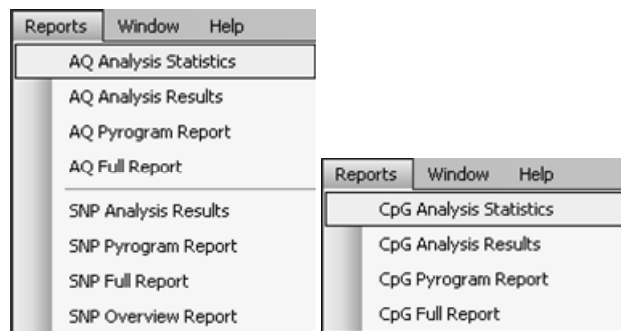 Reports Window Help
AQ Analysis Statistics
AQ Analysis Results
AQ Pyrogram Report
AQ Full Report
SNP Analysis Results
SNP Pyrogram Report
SNP Full Report
SNP Overview Report
Reports Window Help
CpG Analysis Statistics
CpG Analysis Results
CpG Pyrogram Report
CpG Full Report